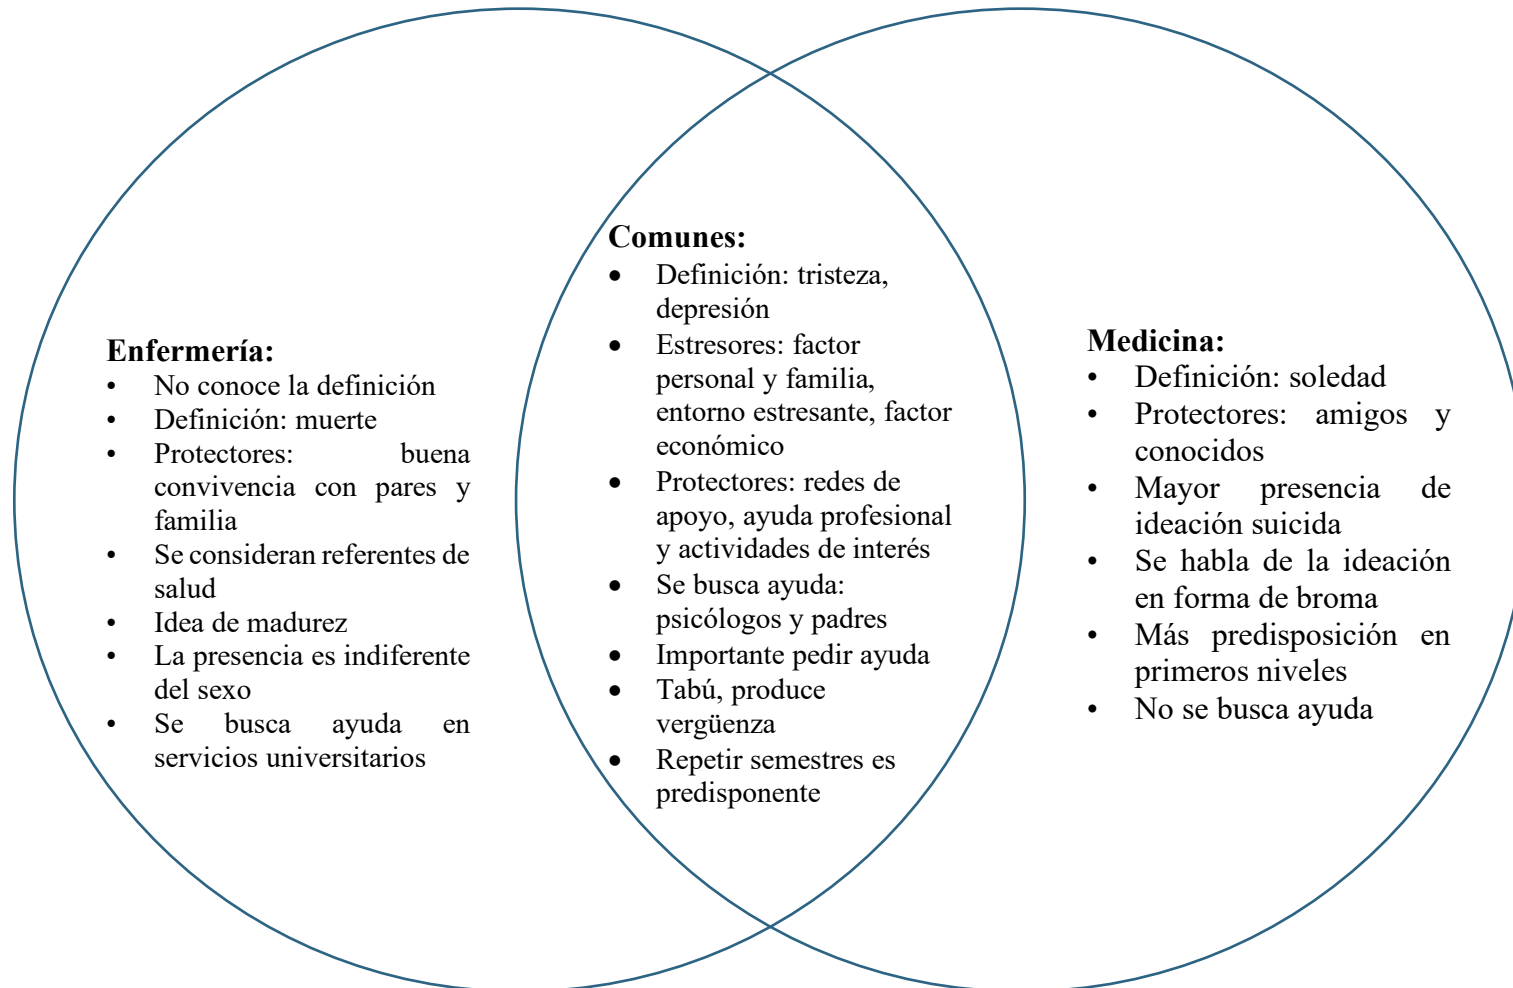 Enfermería:
• No conoce la definición
• Definición: muerte
• Protectores: buena
convivencia con pares y
familia
• Se consideran referentes de
salud
• Idea de madurez
• La presencia es indiferente
del sexo
• Se busca ayuda en
servicios universitarios
Comunes:
• Definición: tristeza,
depresión
• Estresores: factor
personal y familia,
entorno estresante, factor
económico
• Protectores: redes de
apoyo, ayuda profesional
y actividades de interés
• Se busca ayuda:
psicólogos y padres
• Importante pedir ayuda
• Tabú, produce
vergüenza
• Repetir semestres es
predisponente
Medicina:
• Definición: soledad
• Protectores: amigos y
conocidos
• Mayor presencia de
ideación suicida
• Se habla de la ideación
en forma de broma
• Más predisposición en
primeros niveles
• No se busca ayuda